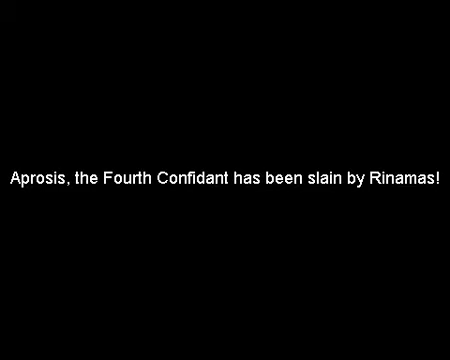 Aprosis, the Fourth Confidant has been slain by Rinamas!